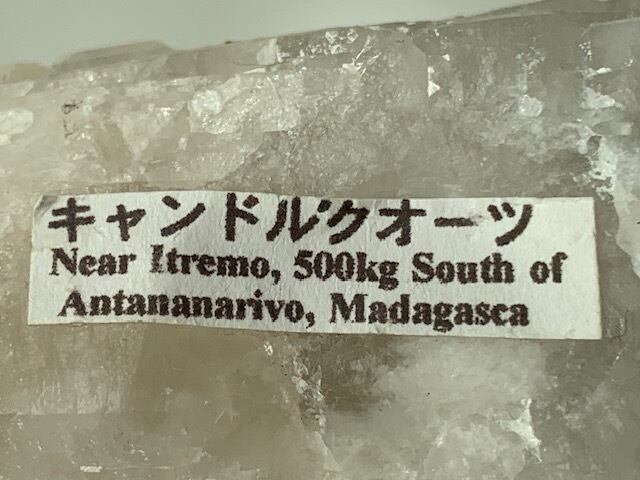 キャンドルクオーツ
Near Itremo, 500kg South of
Antananarivo, Madagasca